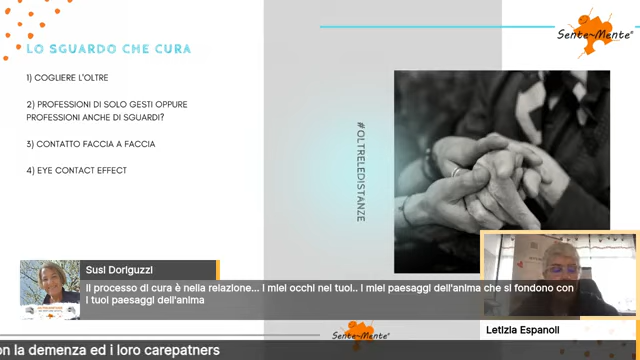 LO SGUARDO CHE CURA
1) COGLIERE L'OLTRE
2) PROFESSIONI DI SOLO GESTI OPPURE
PROFESSIONI ANCHE DI SGUARDI?
3) CONTATTO FACCIA A FACCIA
4) EYE CONTACT EFFECT
#OLTRELEDISTANZE
Sente~Mente®
Susi Doriguzzi
Il processo di cura è nella relazione... i miei occhi nei tuoi.. i miei paesaggi dell'anima che si fondono con
i tuoi paesaggi dell'anima
Letizia Espanoli
Sente~Mente®
on la demenza ed i loro carepatners